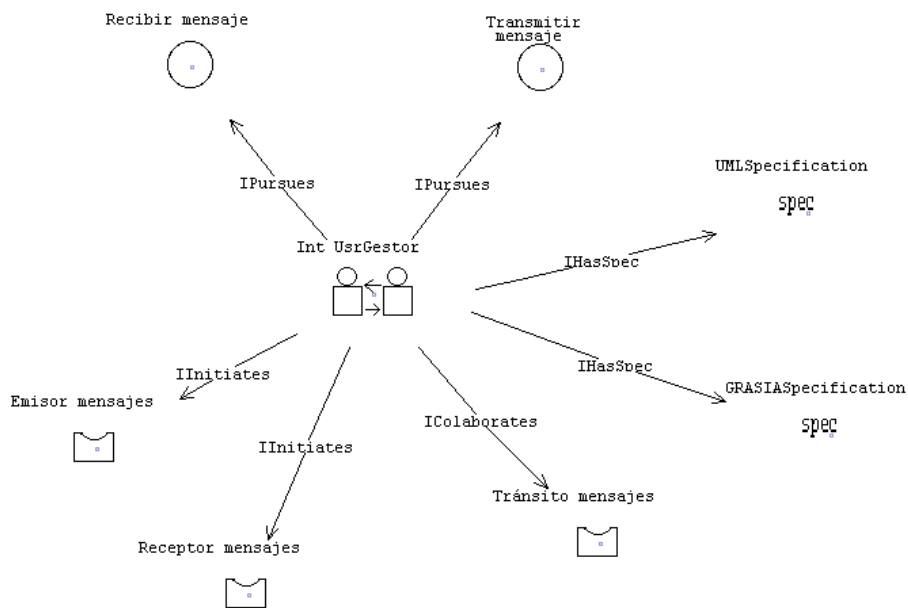 Recibir mensaje
Transmitir
mensaje
IPursues
IPursues
UMLSpecification
spec
Int UsrGestor
IHasSpec
IInitiates
IHasSpec
Emisor mensajes
GRASIASpecification
IColaborates
spec
IInitiates
Tránsito mensajes
Receptor mensajes